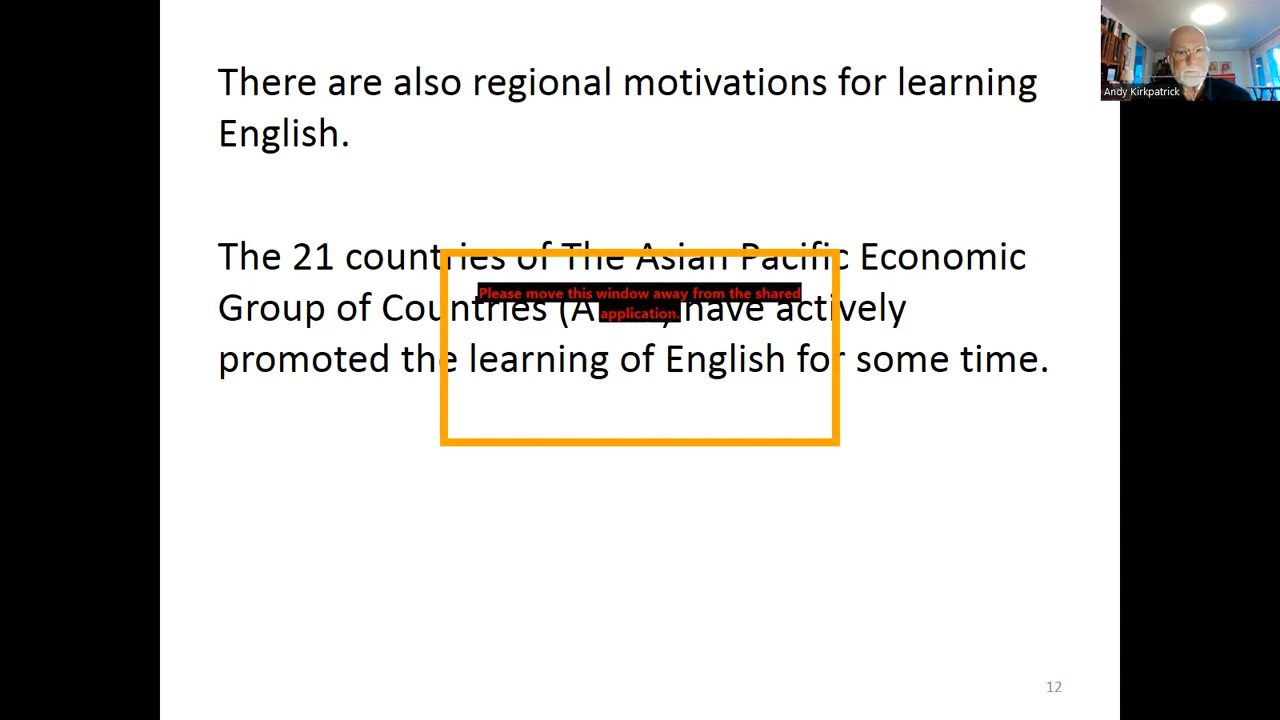 There are also regional motivations for learning
English.
The 21 countries of The Asian Pacific Economic
Group of Countries (A have actively
promoted the learning of English for some time.
Please move this window away from the shared
application.
Andy Kirkpatrick
12